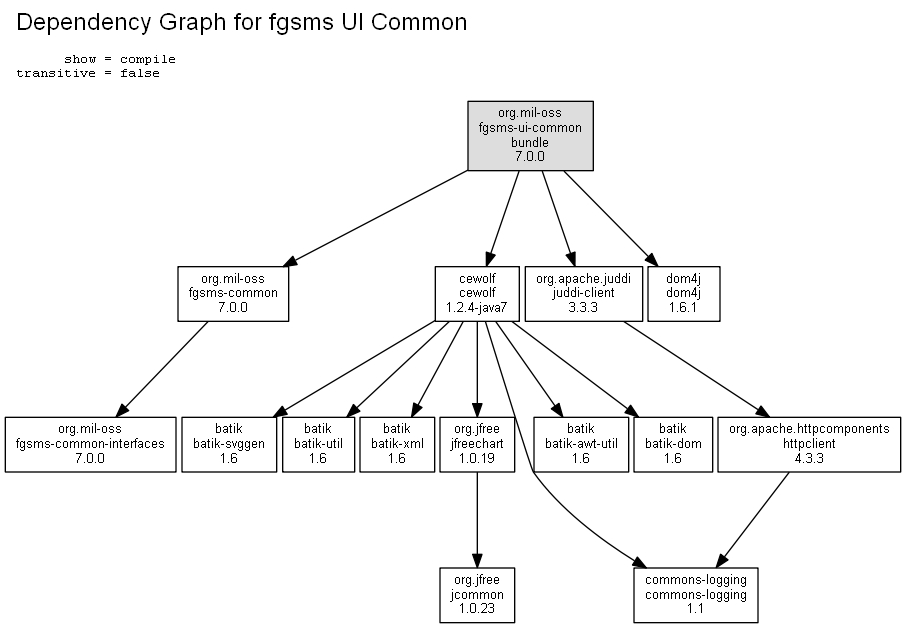 Dependency Graph for fgsms UI Common
show = compile
transitive = false
org.mil-oss
fgsms-ui-common
bundle
7.0.0
org.mil-oss
fgsms-common
7.0.0
cewolf
cewolf
1.2.4-java7
org.apache.juddi
juddi-client
3.3.3
dom4j
dom4j
1.6.1
org.mil-oss
fgsms-common-interfaces
7.0.0
batik
batik-svggen
1.6
batik
batik-util
1.6
batik
batik-xml
1.6
org.jfree
jfreechart
1.0.19
batik
batik-awt-util
1.6
batik
batik-dom
1.6
org.apache.httpcomponents
httpclient
4.3.3
org.jfree
jcommon
1.0.23
commons-logging
commons-logging
1.1